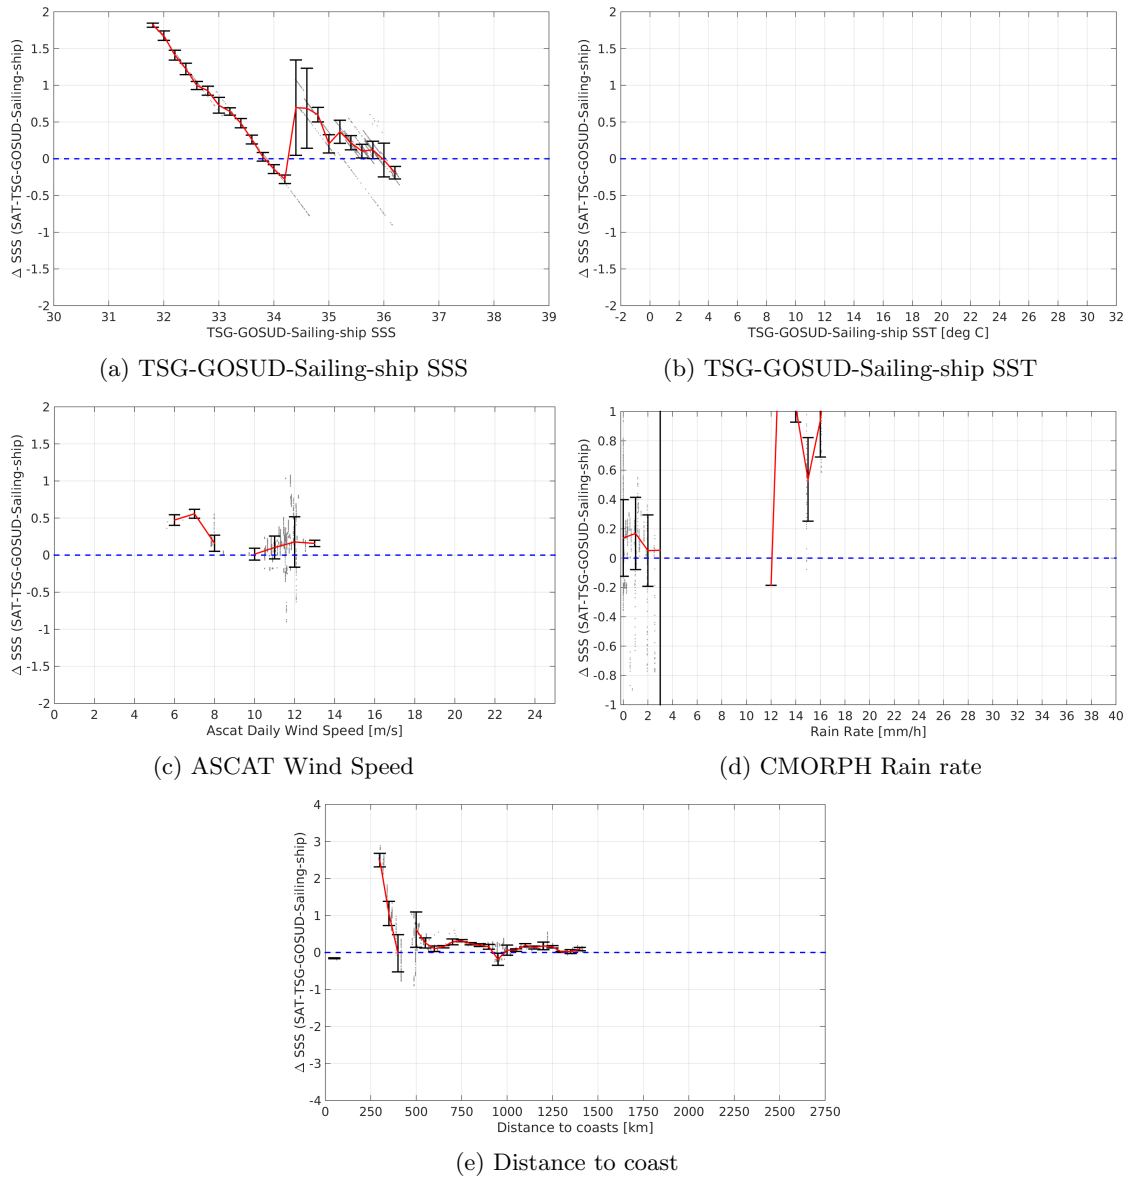 2
1.5
1
0.5
0
-0.5
-1
-1.5
2
Δ SSS (SAT-TSG-GOSUD-Sailing-ship)
30 31 32 33 34 35 36 37 38 39
TSG-GOSUD-Sailing-ship SSS
(a) TSG-GOSUD-Sailing-ship SSS
2
1.5
1
0.5
0
-0.5
-1
-1.5
2
Δ SSS (SAT-TSG-GOSUD-Sailing-ship)
-2 0 2 4 6 8 10 12 14 16 18 20 22 24 26 28 30 32
TSG-GOSUD-Sailing-ship SST [deg C]
(b) TSG-GOSUD-Sailing-ship SST
2
1.5
1
0.5
0
-0.5
-1
-1.5
-2
Δ SSS (SAT-TSG-GOSUD-Sailing-ship)
0 2 4 6 8 10 12 14 16 18 20 22 24
Ascat Daily Wind Speed [m/s]
(c) ASCAT Wind Speed
1
0.8
0.6
0.4
0.2
0
-0.2
-0.4
-0.6
-0.8
-1
Δ SSS (SAT-TSG-GOSUD-Sailing-ship)
0 2 4 6 8 10 12 14 16 18 20 22 24 26 28 30 32 34 36 38 40
Rain Rate [mm/h]
(d) CMORPH Rain rate
4
3
2
1
0
-1
-2
-3
-4
Δ SSS (SAT-TSG-GOSUD-Sailing-ship)
0 250 500 750 1000 1250 1500 1750 2000 2250 2500 2750
Distance to coasts [km]
(e) Distance to coast